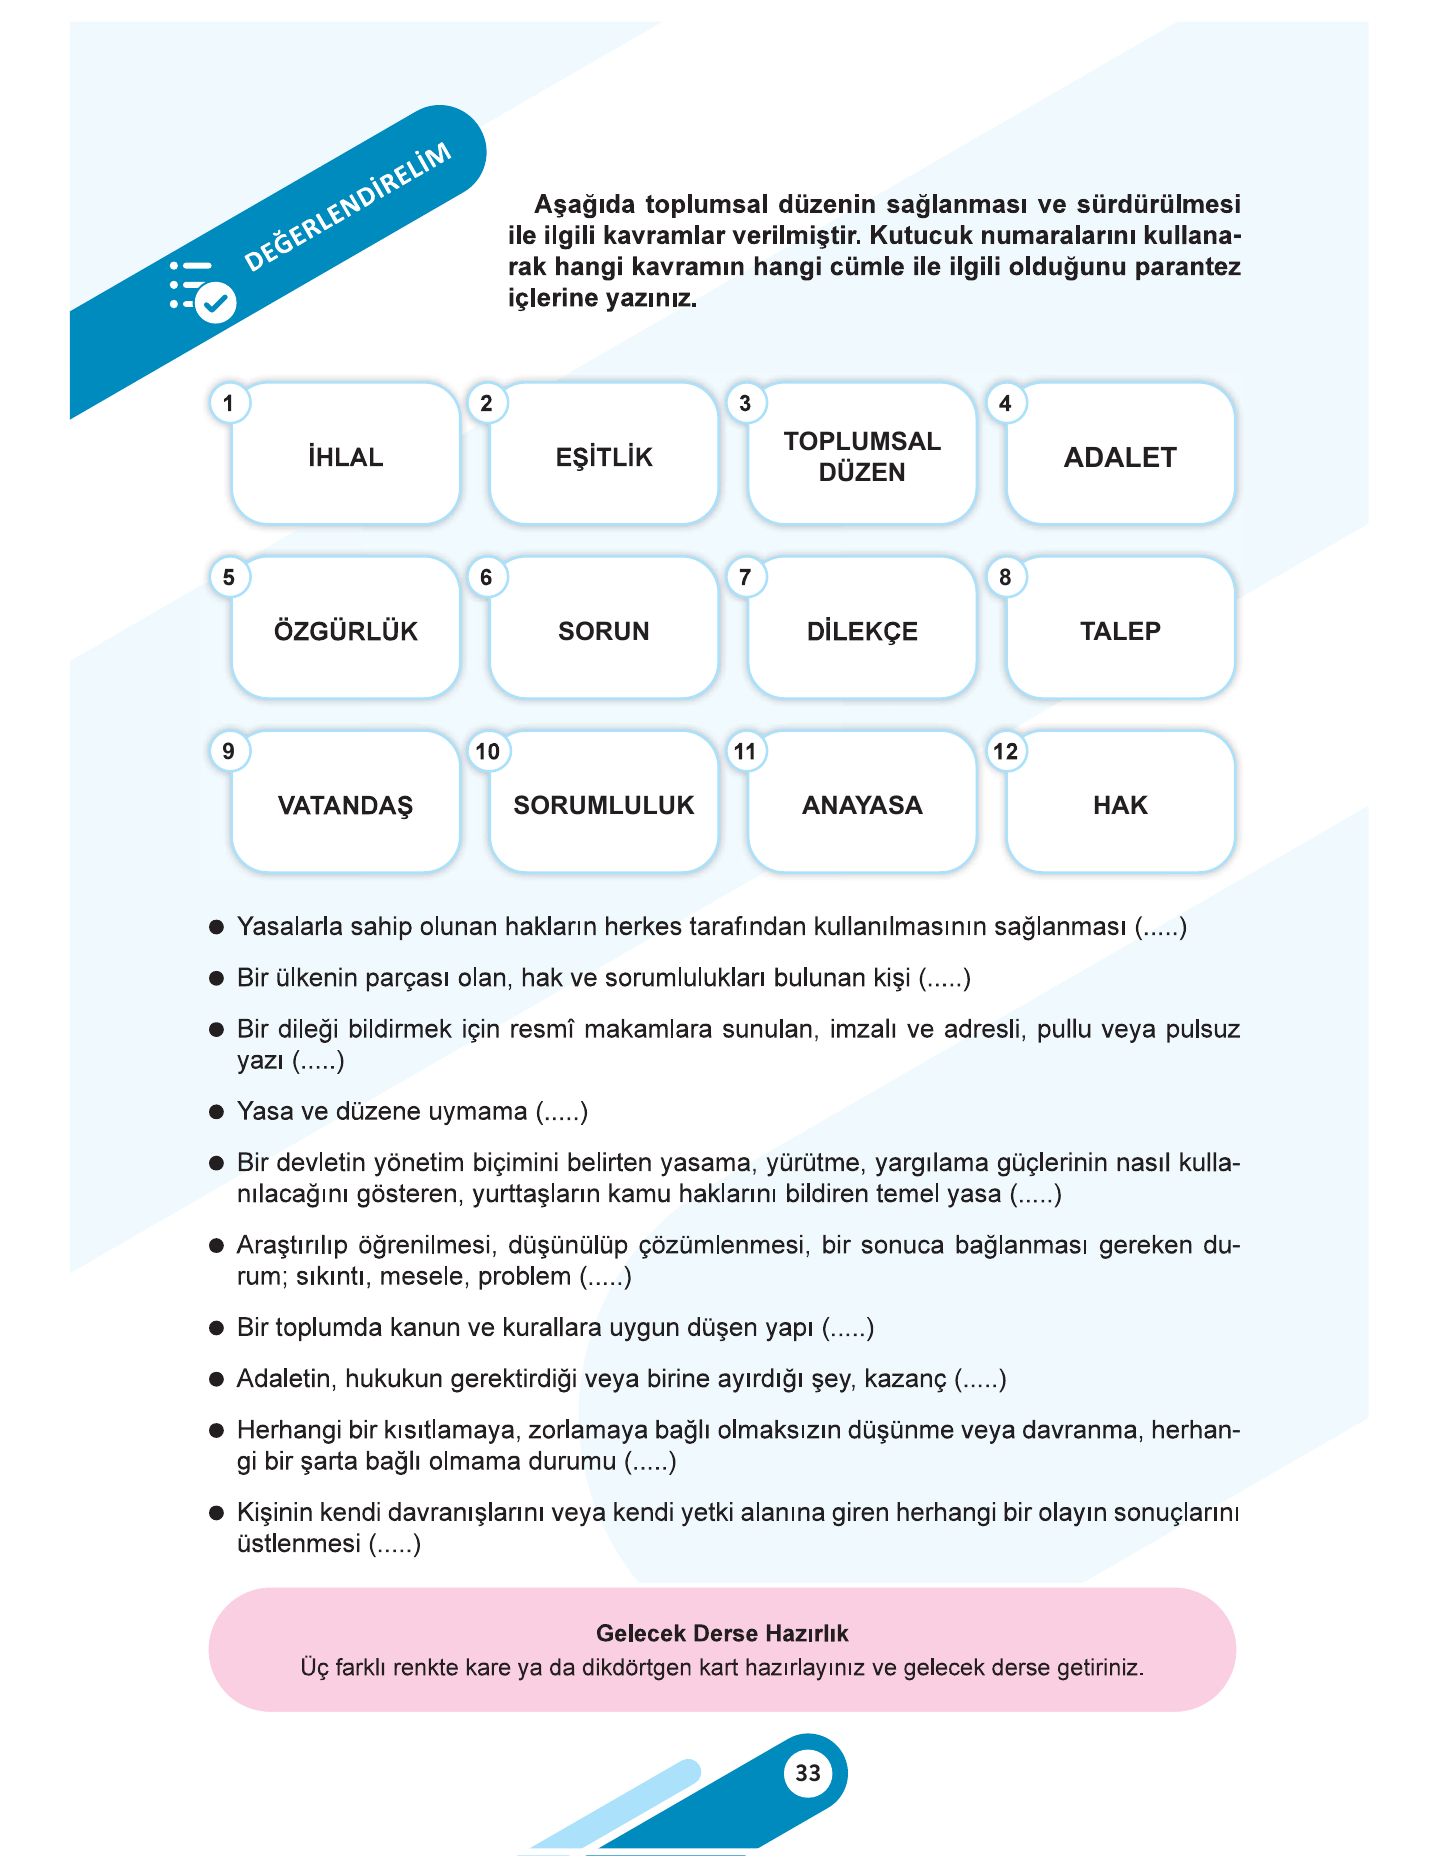 DEĞERLENDİRELİM
Aşağıda toplumsal düzenin sağlanması ve sürdürülmesi
ile ilgili kavramlar verilmiştir. Kutucuk numaralarını kullana-
rak hangi kavramın hangi cümle ile ilgili olduğunu parantez
içlerine yazınız.
1
İHLAL
2
EŞİTLİK
3
TOPLUMSAL
DÜZEN
4
ADALET
5
ÖZGÜRLÜK
6
SORUN
7
DİLEKÇE
8
TALEP
9
VATANDAŞ
10
SORUMLULUK
11
ANAYASA
12
HAK
● Yasalarla sahip olunan hakların herkes tarafından kullanılmasının sağlanması (.....)
● Bir ülkenin parçası olan, hak ve sorumlulukları bulunan kişi (.....)
● Bir dileği bildirmek için resmî makamlara sunulan, imzalı ve adresli, pullu veya pulsuz
yazı (.....)
● Yasa ve düzene uymama (.....)
● Bir devletin yönetim biçimini belirten yasama, yürütme, yargılama güçlerinin nasıl kulla-
nılacağını gösteren, yurttaşların kamu haklarını bildiren temel yasa (.....)
● Araştırılıp öğrenilmesi, düşünülüp çözümlenmesi, bir sonuca bağlanması gereken du-
rum; sıkıntı, mesele, problem (.....)
● Bir toplumda kanun ve kurallara uygun düşen yapı (.....)
● Adaletin, hukukun gerektirdiği veya birine ayırdığı şey, kazanç (.....)
● Herhangi bir kısıtlamaya, zorlamaya bağlı olmaksızın düşünme veya davranma, herhan-
gi bir şarta bağlı olmama durumu (.....)
● Kişinin kendi davranışlarını veya kendi yetki alanına giren herhangi bir olayın sonuçlarını
üstlenmesi (.....)
Gelecek Derse Hazırlık
Üç farklı renkte kare ya da dikdörtgen kart hazırlayınız ve gelecek derse getiriniz.
33